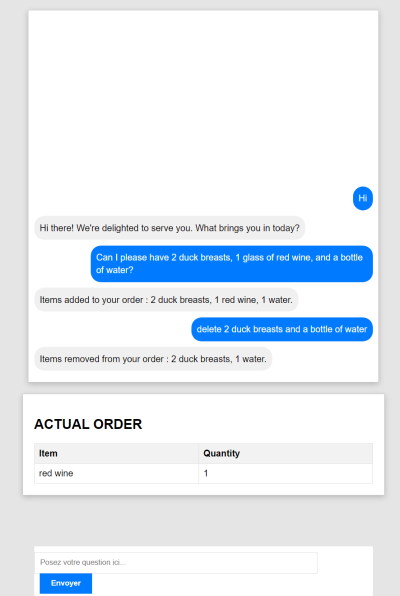 Hi
Hi there! We're delighted to serve you. What brings you in today?
Can I please have 2 duck breasts, 1 glass of red wine, and a bottle
of water?
Items added to your order : 2 duck breasts, 1 red wine, 1 water.
delete 2 duck breasts and a bottle of water
Items removed from your order : 2 duck breasts, 1 water.
ACTUAL ORDER
Item Quantity
red wine 1
Posez votre question ici...
Envoyer